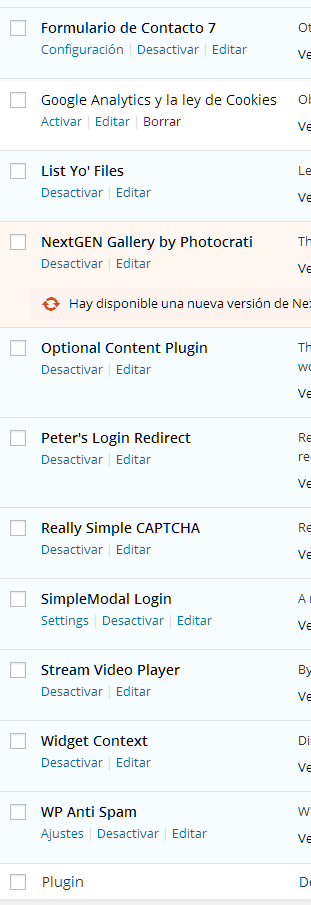 Formulario de Contacto 7
Ot
Configuración | Desactivar | Editar
Ve
Google Analytics y la ley de Cookies
Ob
Activar | Editar | Borrar
Ve
List Yo' Files
Le
Desactivar | Editar
Ve
NextGEN Gallery by Photocrati
Th
Desactivar | Editar
Ve
Hay disponible una nueva versión de Nex
Optional Content Plugin
Th
Desactivar | Editar
wo
Ve
Peter's Login Redirect
Re
Desactivar | Editar
rec
Ve
Really Simple CAPTCHA
Re
Desactivar | Editar
Ve
SimpleModal Login
A
Settings | Desactivar | Editar
Ve
Stream Video Player
By
Desactivar | Editar
Ve
Widget Context
Dis
Desactivar | Editar
Ve
WP Anti Spam
W
Ajustes | Desactivar | Editar
Ve
Plugin
De